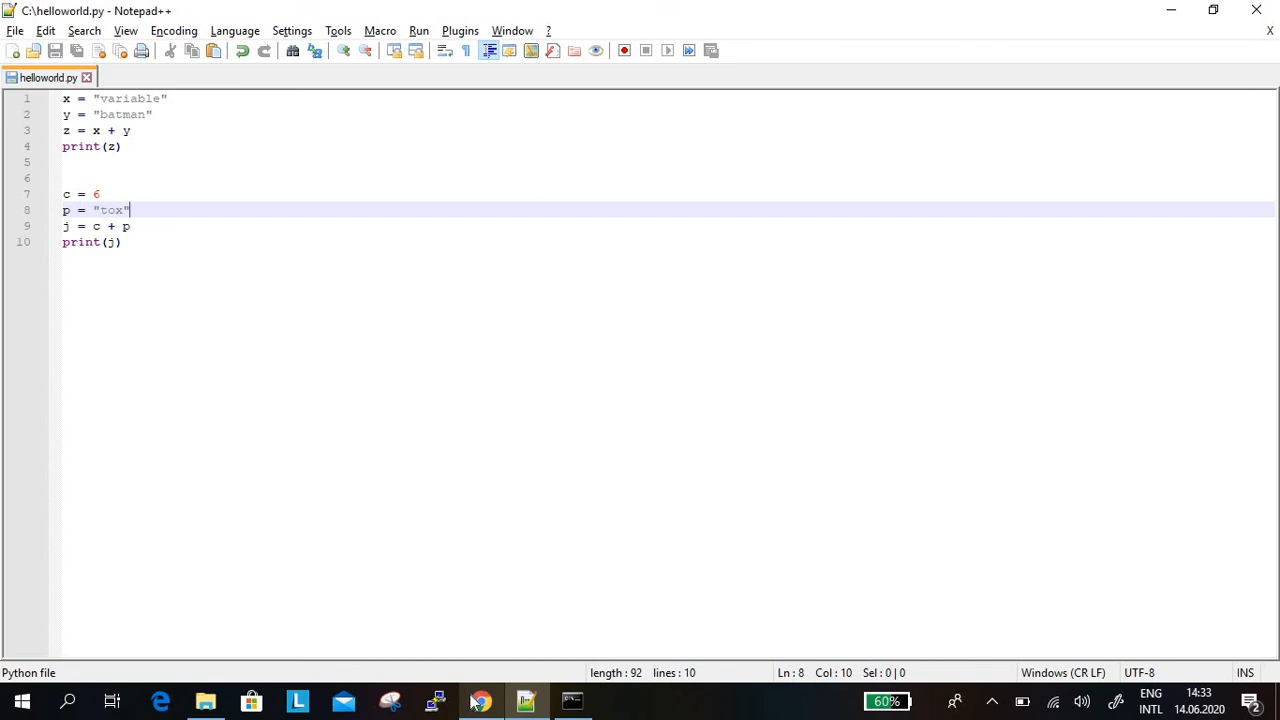 C:\helloworld.py - Notepad++
File Edit Search View Encoding Language Settings Tools Macro Run Plugins Window ? X
helloworld.py
1 x = "variable"
2 y = "batman"
3 z = x + y
4 print(z)
5
6
7 c = 6
8 p = "tox"
9 j = c + p
10 print(j)
Python file length : 92 lines : 10 Ln : 8 Col : 10 Sel : 0 | 0 Windows (CR LF) UTF-8 INS
L 60% ENG 14:33
INTL 14.06.2020 2